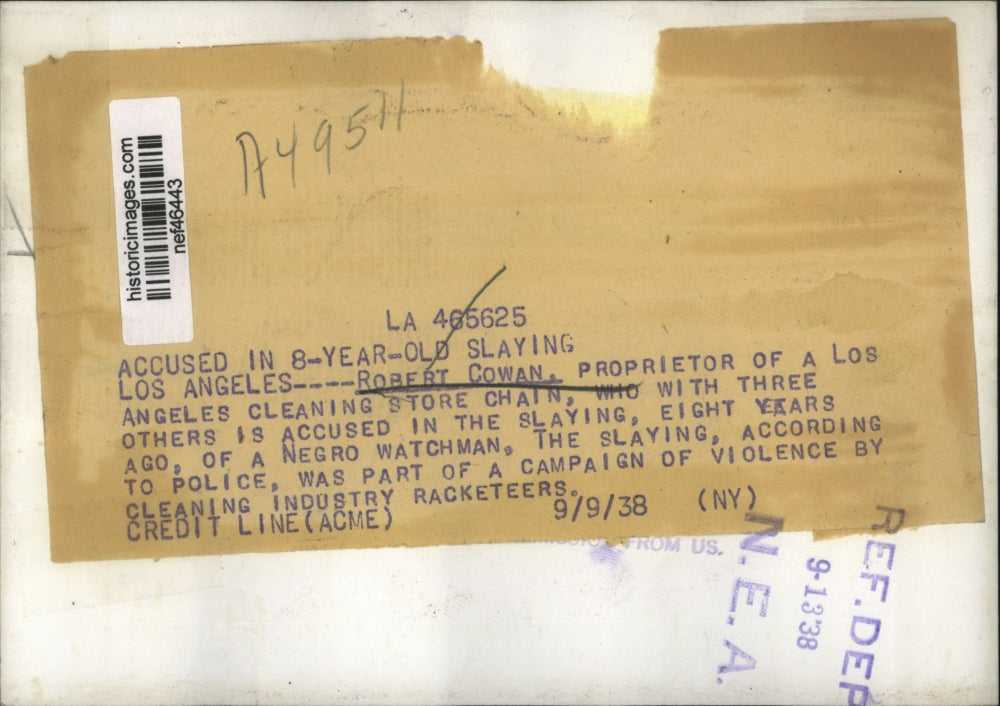 A4951
historicimages.com
nef46443
LA 465625
ACCUSED IN 8-YEAR-OLD SLAYING
LOS ANGELES----ROBERT COWAN, PROPRIETOR OF A LOS
ANGELES CLEANING STORE CHAIN, WHO WITH THREE
OTHERS IS ACCUSED IN THE SLAYING, EIGHT YEARS
AGO, OF A NEGRO WATCHMAN. THE SLAYING, ACCORDING
TO POLICE, WAS PART OF A CAMPAIGN OF VIOLENCE BY
CLEANING INDUSTRY RACKETEERS.
CREDIT LINE(ACME) 9/9/38 (NY)
FROM US.
N.E.A.
9-13'38
REF.DEP